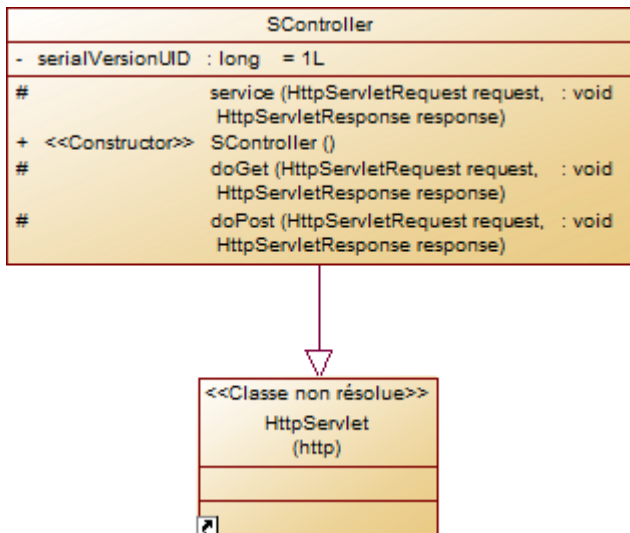 SController
- serialVersionUID : long = 1L
# service (HttpServletRequest request, : void
HttpServletResponse response)
+ <<Constructor>> SController ()
# doGet (HttpServletRequest request, : void
HttpServletResponse response)
# doPost (HttpServletRequest request, : void
HttpServletResponse response)
<<Classe non résolue>>
HttpServlet
(http)